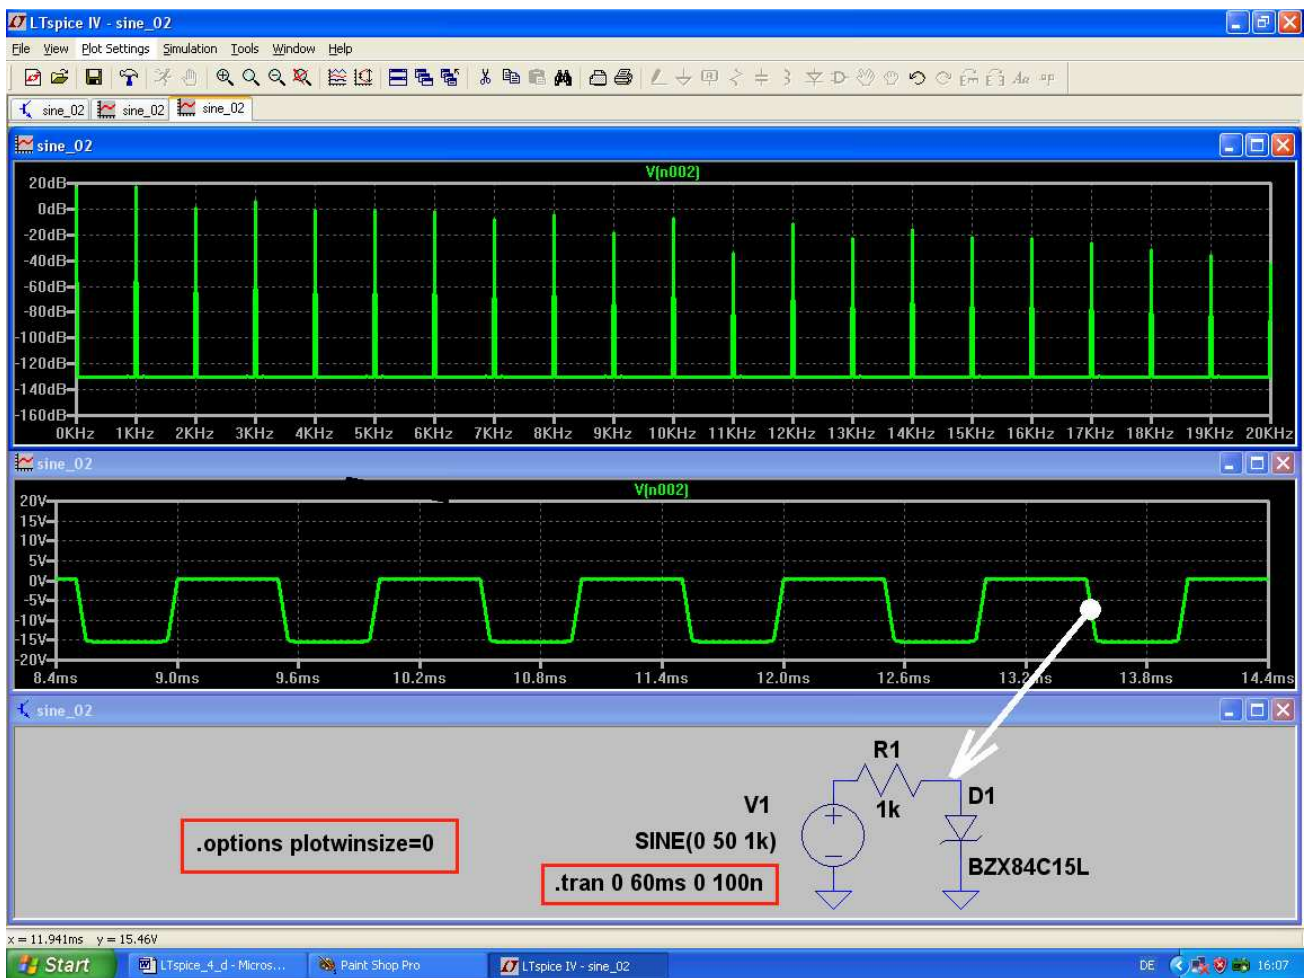 LTspice IV - sine_02
File View Plot Settings Simulation Tools Window Help
sine_02 sine_02 sine_02
sine_02
V(n002)
20dB
0dB
-20dB
-40dB
-60dB
-80dB
-100dB
-120dB
-140dB
-160dB
0KHz 1KHz 2KHz 3KHz 4KHz 5KHz 6KHz 7KHz 8KHz 9KHz 10KHz 11KHz 12KHz 13KHz 14KHz 15KHz 16KHz 17KHz 18KHz 19KHz 20KHz
sine_02
V(n002)
20V
15V
10V
5V
0V
-5V
-10V
-15V
-20V
8.4ms 9.0ms 9.6ms 10.2ms 10.8ms 11.4ms 12.0ms 12.6ms 13.2ms 13.8ms 14.4ms
sine_02
R1
1k
D1
V1
SINE(0 50 1k)
.options plotwinsize=0
BZX84C15L
.tran 0 60ms 0 100n
x = 11.941ms y = 15.46V
Start LTspice_4_d - Micros... Paint Shop Pro LTspice IV - sine_02 DE 16:07